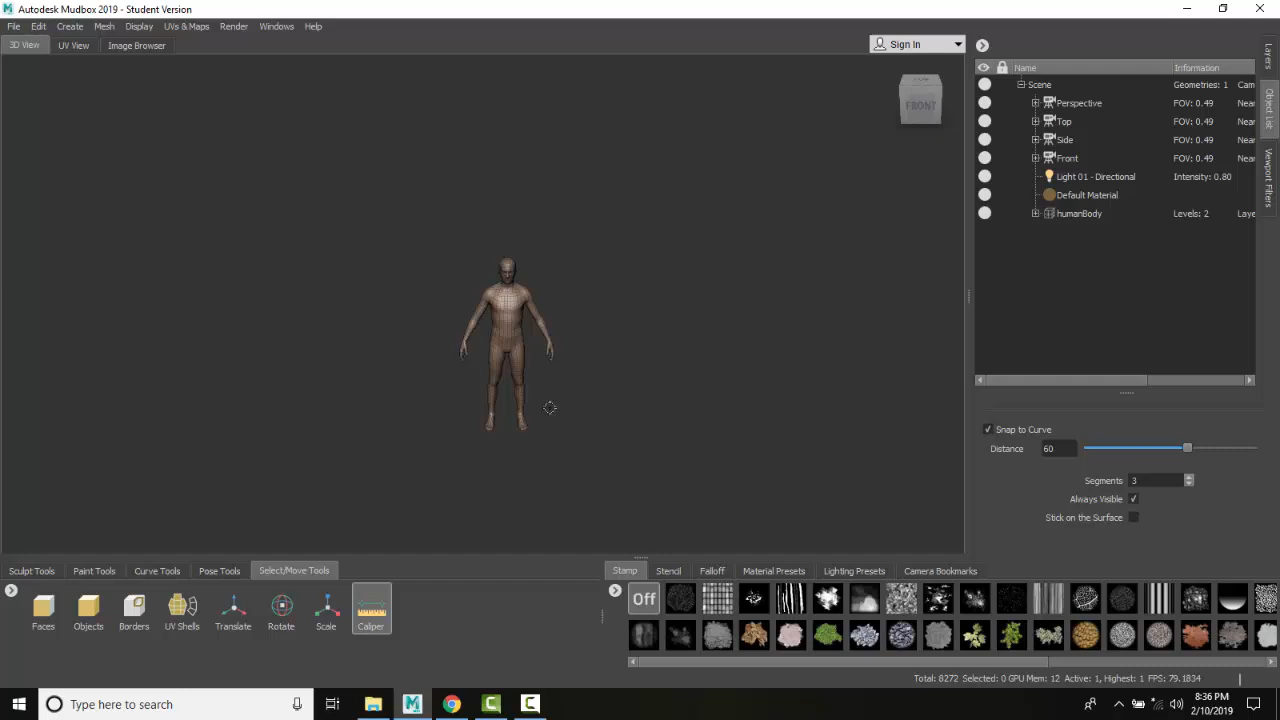 Autodesk Mudbox 2019 - Student Version
File Edit Create Mesh Display UVs & Maps Render Windows Help
3D View UV View Image Browser
Sign In
FRONT
Name Information
Scene Geometries: 1 Cam
Perspective FOV: 0.49 Near
Top FOV: 0.49 Near
Side FOV: 0.49 Near
Front FOV: 0.49 Near
Light 01 - Directional Intensity: 0.80
Default Material
humanBody Levels: 2 Laye
Layers
Object List
Viewport Filters
Snap to Curve
Distance 60
Segments 3
Always Visible
Stick on the Surface
Sculpt Tools Paint Tools Curve Tools Pose Tools Select/Move Tools
Faces Objects Borders UV Shells Translate Rotate Scale Caliper
Stamp Stencil Falloff Material Presets Lighting Presets Camera Bookmarks
Off
Total: 8272 Selected: 0 GPU Mem: 12 Active: 1, Highest: 1 FPS: 79.1834
Type here to search
8:36 PM
2/10/2019